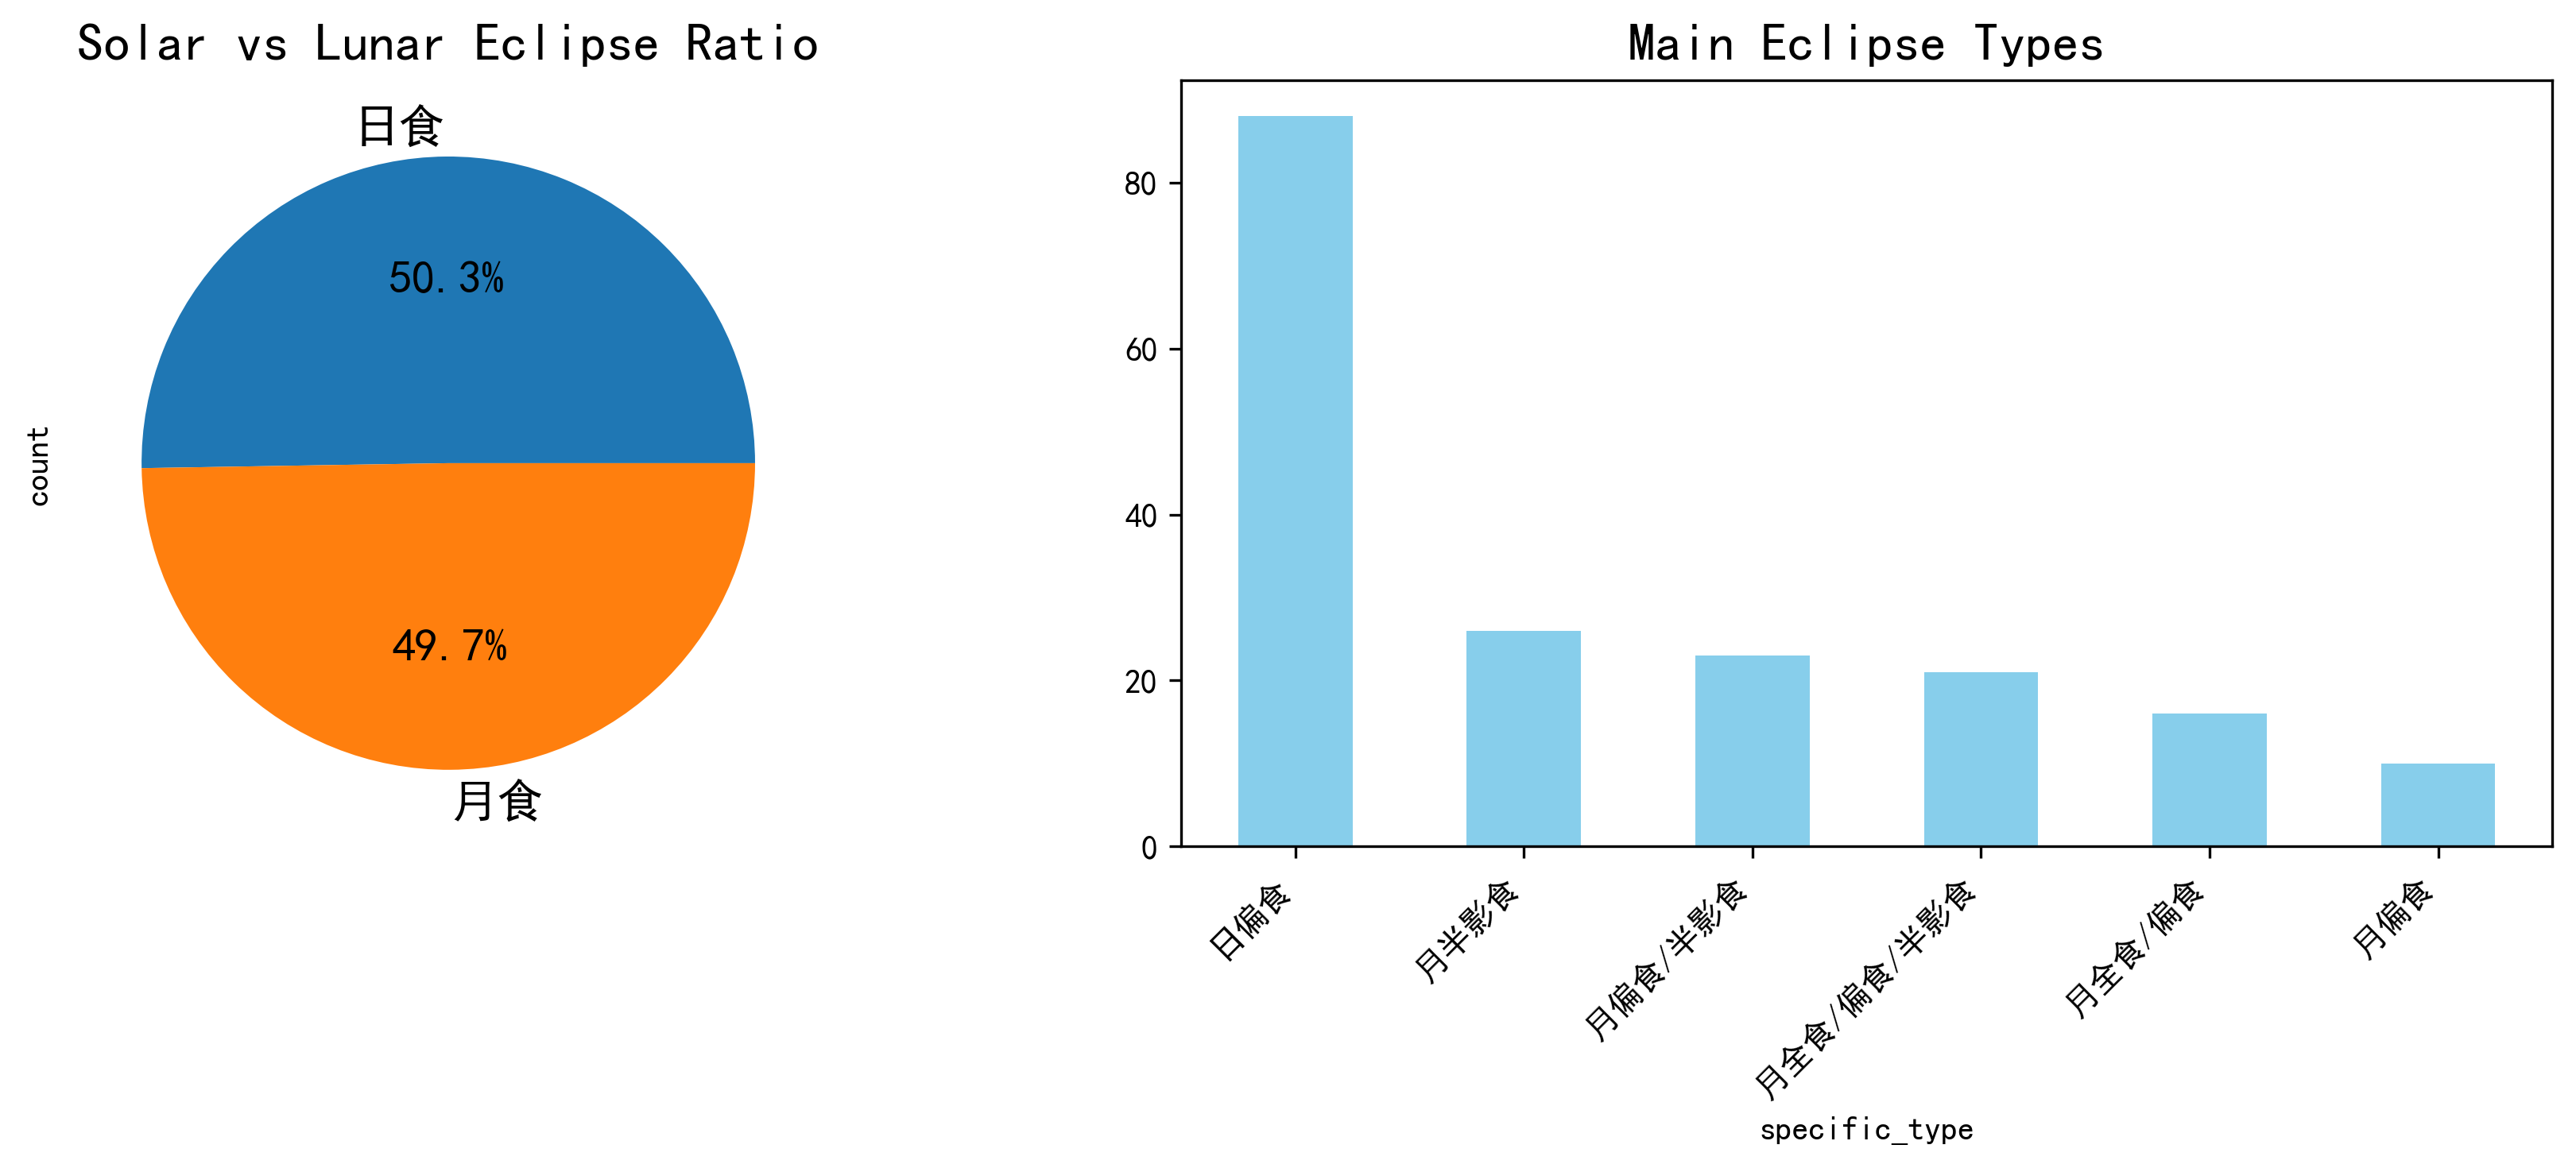 Solar vs Lunar Eclipse Ratio
日食
50.3%
49.7%
月食
count
Main Eclipse Types
80
60
40
20
0
日偏食
月半影食
月偏食/半影食
月全食/偏食/半影食
月全食/偏食
月偏食
specific_type